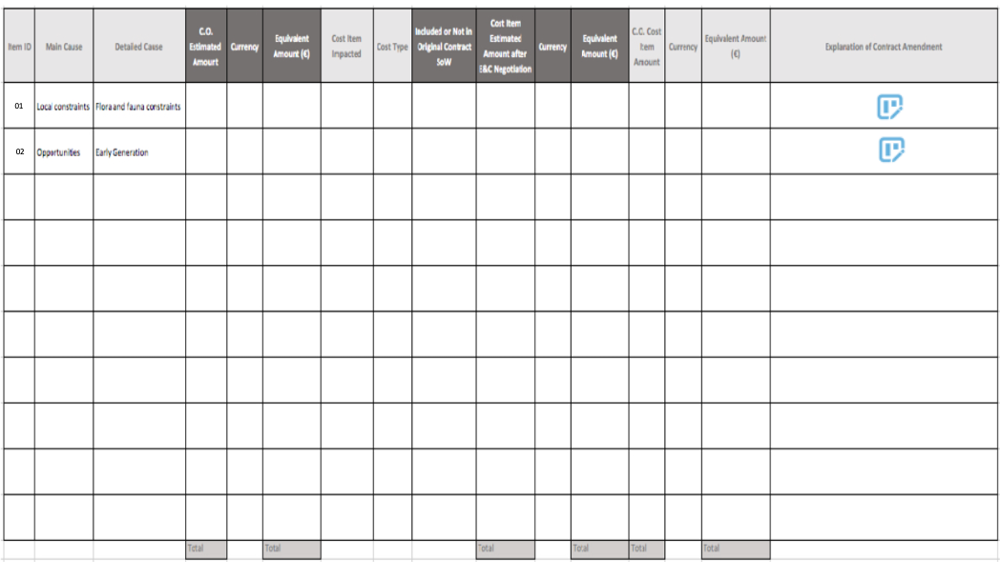 Item ID
Main Cause
Detailed Cause
C.O.
Estimated
Amount
Currency
Equivalent
Amount (€)
Cost Item
Impacted
Cost Type
Included or Not in
Original Contract
SoW
Cost Item
Estimated
Amount after
E&C Negotiation
Currency
Equivalent
Amount (€)
C.C. Cost
Item
Amount
Currency
Equivalent Amount
(€)
Explanation of Contract Amendment
01 Local constraints Flora and fauna constraints
02 Opportunities Early Generation
Total Total Total Total Total Total